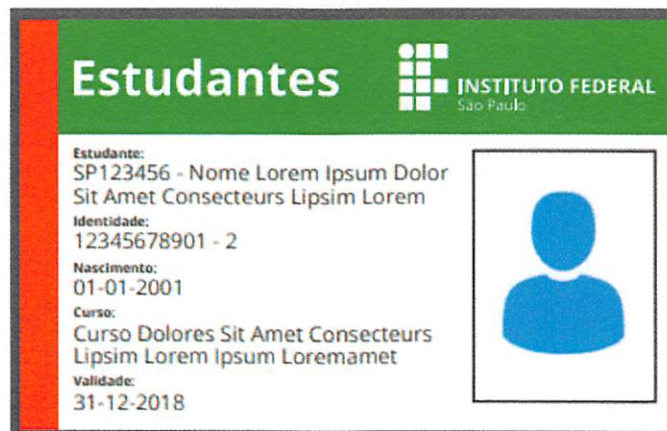 Estudantes
INSTITUTO FEDERAL
São Paulo
Estudante:
SP123456 - Nome Lorem Ipsum Dolor
Sit Amet Consecteurs Lipsim Lorem
Identidade:
12345678901 - 2
Nascimento:
01-01-2001
Curso:
Curso Dolores Sit Amet Consecteurs
Lipsim Lorem Ipsum Loremamet
Validade:
31-12-2018